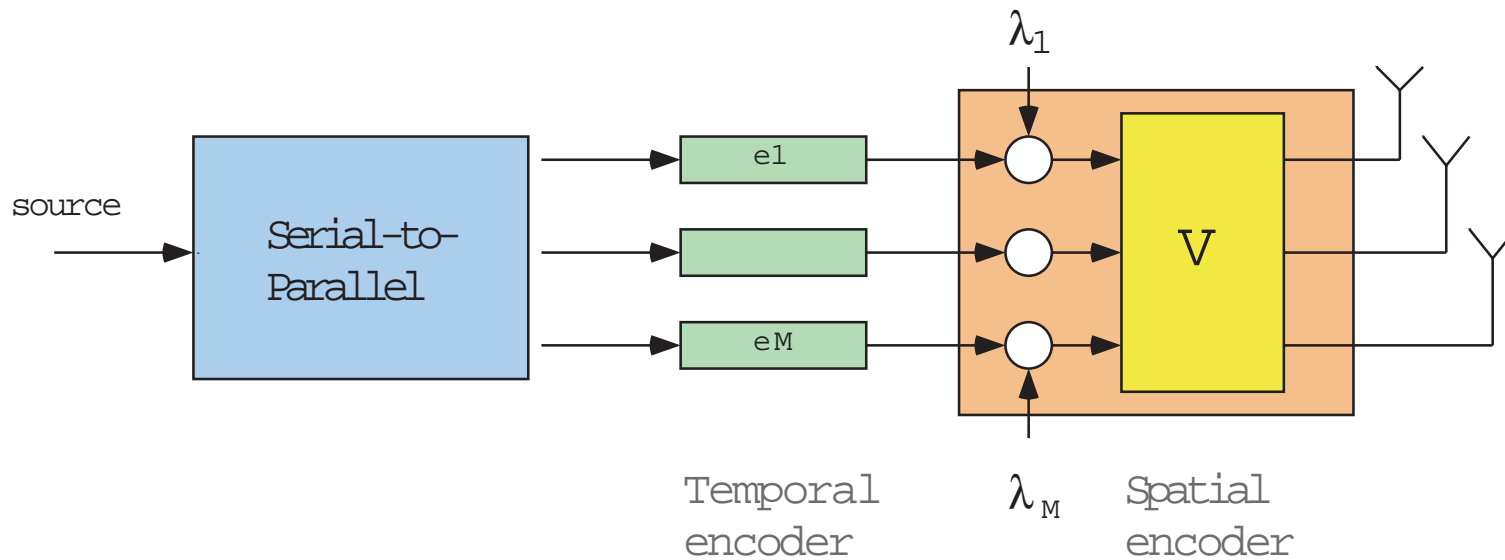 λ1
e1
source
Serial-to-
Parallel
V
eM
Temporal
encoder
λM
Spatial
encoder